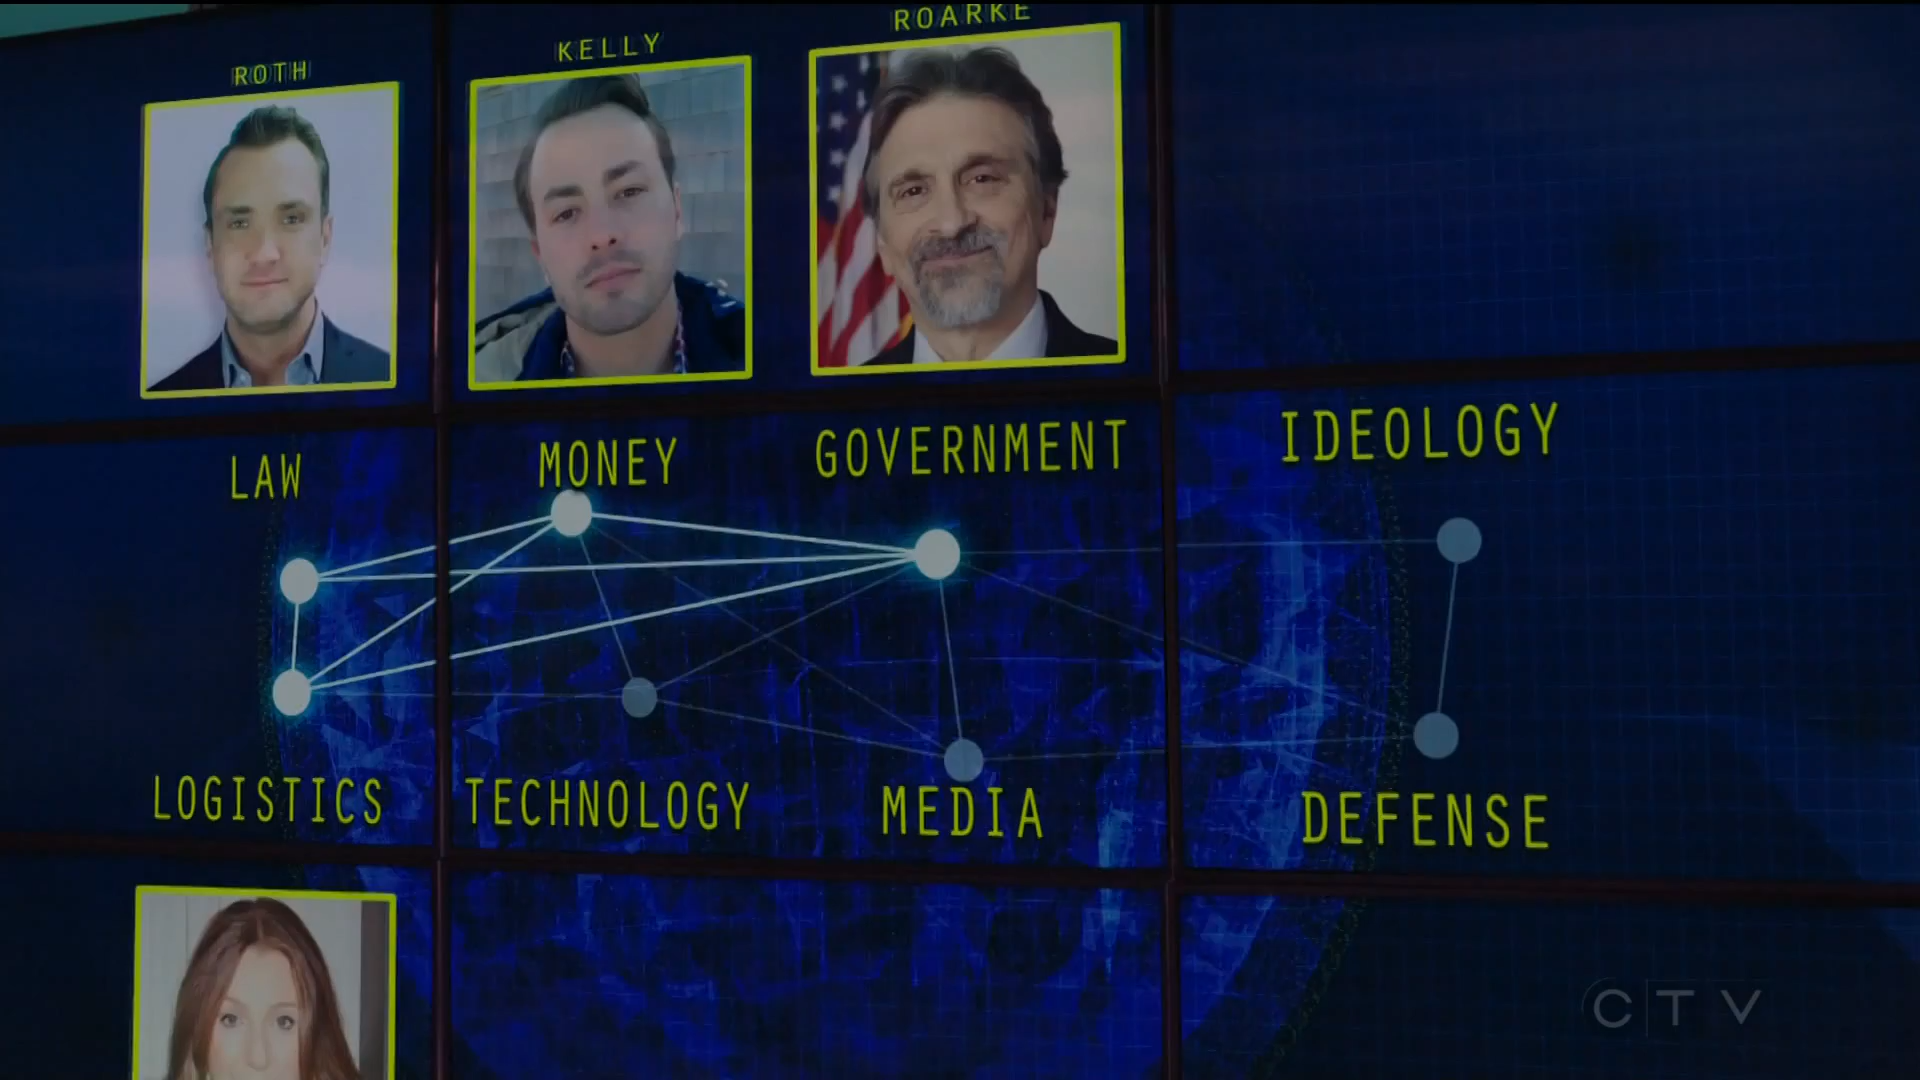 ROTH
KELLY
ROARKE
LAW
MONEY
GOVERNMENT
IDEOLOGY
LOGISTICS
TECHNOLOGY
MEDIA
DEFENSE
CTV